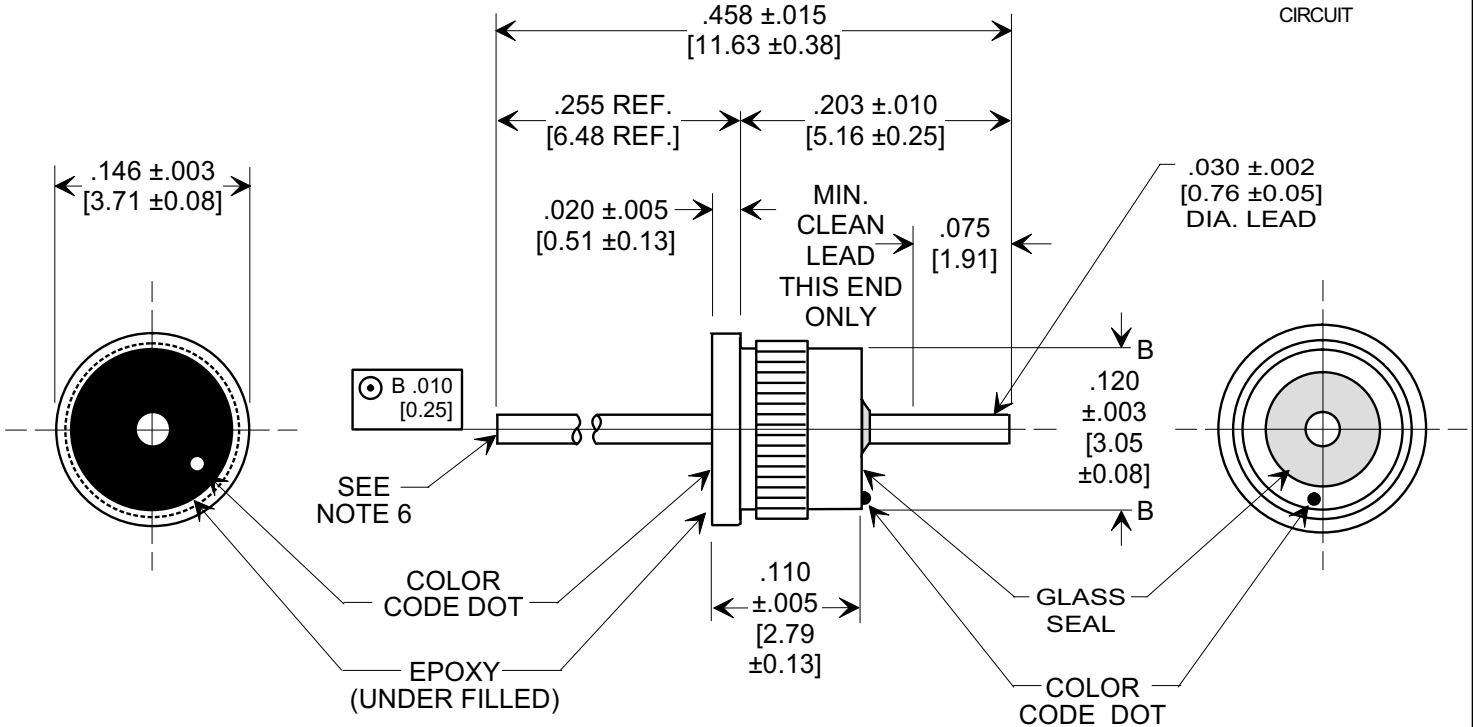 CIRCUIT
.458 ±.015
[11.63 ±0.38]
.255 REF.
[6.48 REF.]
.203 ±.010
[5.16 ±0.25]
.146 ±.003
[3.71 ±0.08]
.020 ±.005
[0.51 ±0.13]
MIN.
CLEAN
LEAD
THIS END
ONLY
.075
[1.91]
.030 ±.002
[0.76 ±0.05]
DIA. LEAD
B .010
[0.25]
B
.120
±.003
[3.05
±0.08]
B
SEE
NOTE 6
COLOR
CODE DOT
EPOXY
(UNDER FILLED)
.110
±.005
[2.79
±0.13]
GLASS
SEAL
COLOR
CODE DOT